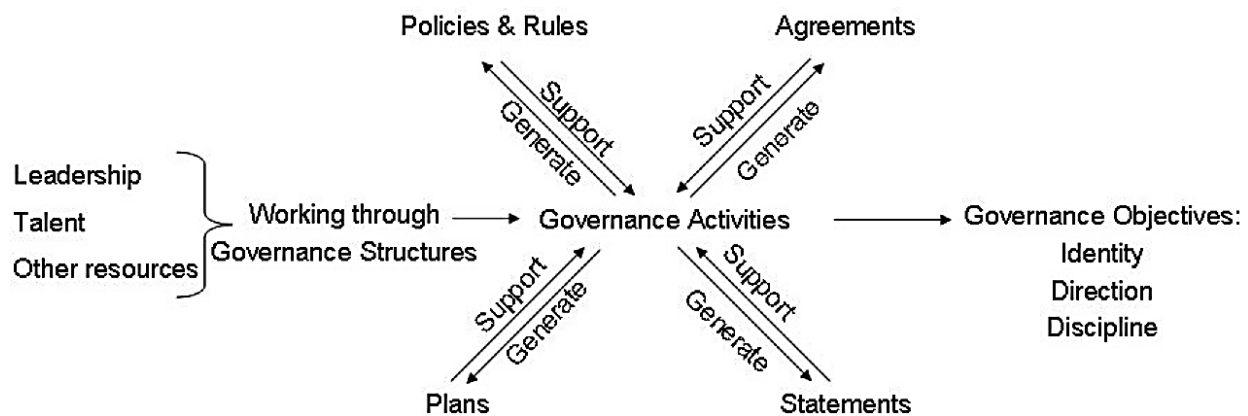 Policies & Rules
Agreements
Support
Generate
Support
Generate
Leadership
Talent
Other resources
Working through
Governance Structures
Governance Activities
Governance Objectives:
Identity
Direction
Discipline
Support
Generate
Support
Generate
Plans
Statements